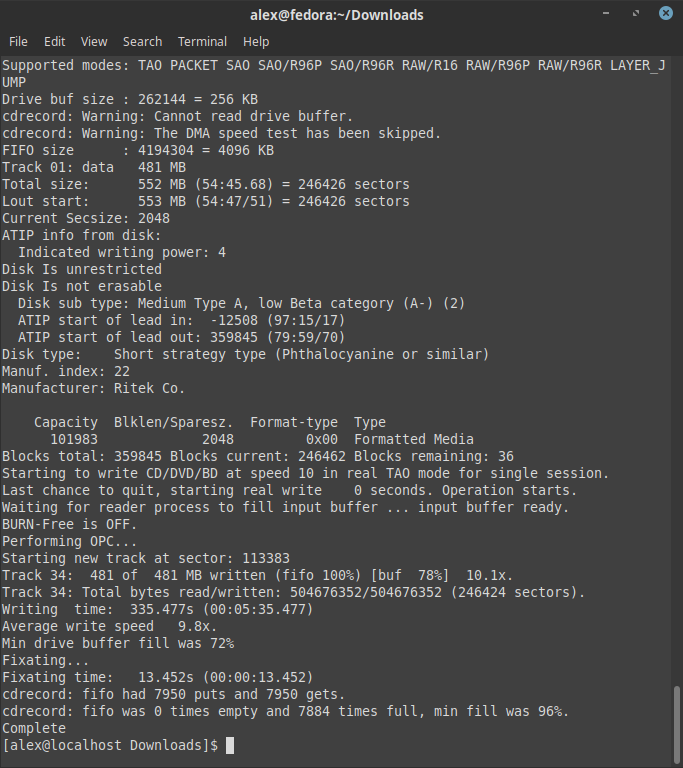 alex@fedora:~/Downloads
File Edit View Search Terminal Help
Supported modes: TAO PACKET SAO SAO/R96P SAO/R96R RAW/R16 RAW/R96P RAW/R96R LAYER_J
UMP
Drive buf size : 262144 = 256 KB
cdrecord: Warning: Cannot read drive buffer.
cdrecord: Warning: The DMA speed test has been skipped.
FIFO size      : 4194304 = 4096 KB
Track 01: data   481 MB
Total size:      552 MB (54:45.68) = 246426 sectors
Lout start:      553 MB (54:47/51) = 246426 sectors
Current Secsize: 2048
ATIP info from disk:
  Indicated writing power: 4
Disk Is unrestricted
Disk Is not erasable
  Disk sub type: Medium Type A, low Beta category (A-) (2)
  ATIP start of lead in:  -12508 (97:15/17)
  ATIP start of lead out: 359845 (79:59/70)
Disk type:    Short strategy type (Phthalocyanine or similar)
Manuf. index: 22
Manufacturer: Ritek Co.
    Capacity  Blklen/Sparesz.  Format-type  Type
      101983             2048         0x00  Formatted Media
Blocks total: 359845 Blocks current: 246462 Blocks remaining: 36
Starting to write CD/DVD/BD at speed 10 in real TAO mode for single session.
Last chance to quit, starting real write    0 seconds. Operation starts.
Waiting for reader process to fill input buffer ... input buffer ready.
BURN-Free is OFF.
Performing OPC...
Starting new track at sector: 113383
Track 34:  481 of  481 MB written (fifo 100%) [buf  78%]  10.1x.
Track 34: Total bytes read/written: 504676352/504676352 (246424 sectors).
Writing  time:  335.477s (00:05:35.477)
Average write speed   9.8x.
Min drive buffer fill was 72%
Fixating...
Fixating time:   13.452s (00:00:13.452)
cdrecord: fifo had 7950 puts and 7950 gets.
cdrecord: fifo was 0 times empty and 7884 times full, min fill was 96%.
Complete
[alex@localhost Downloads]$